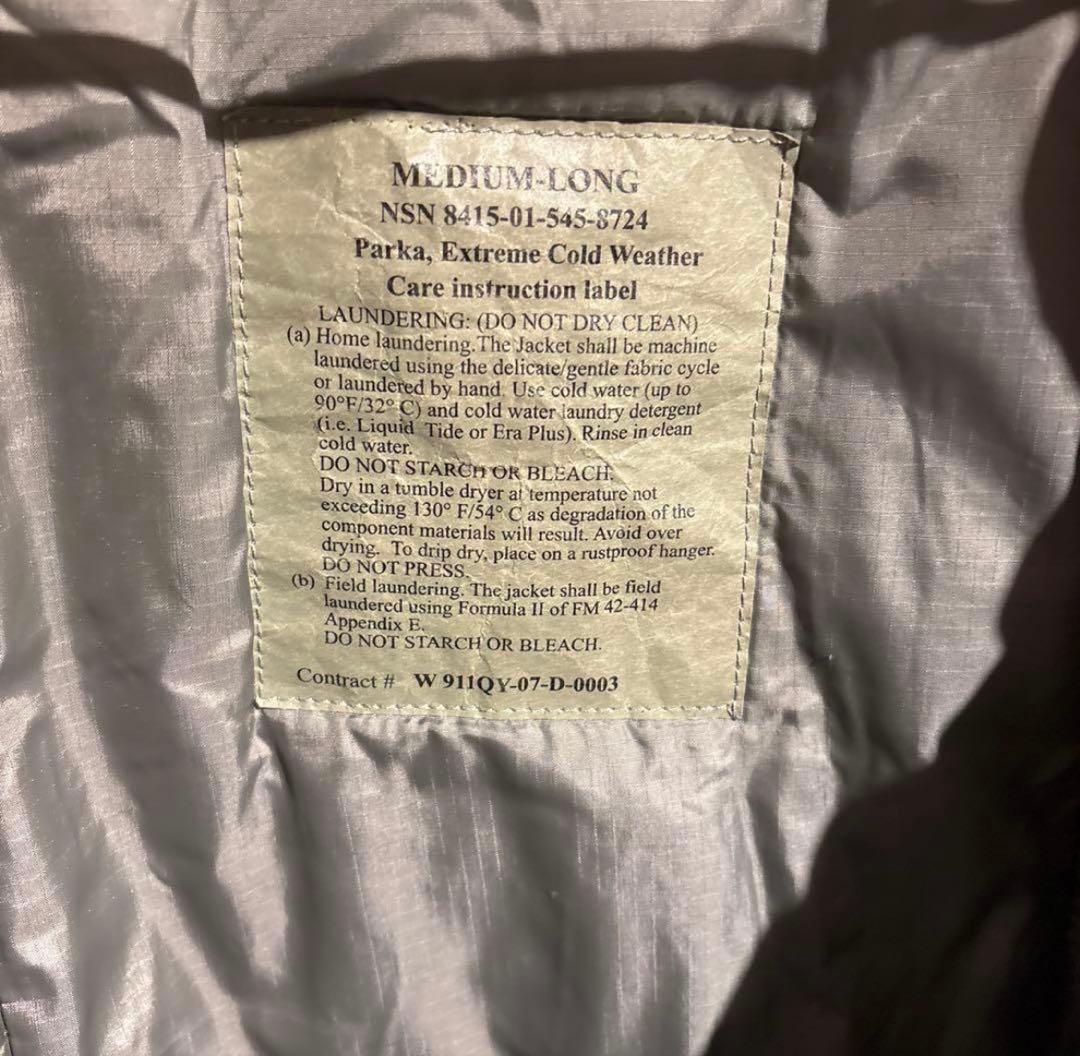 MEDIUM-LONG
NSN 8415-01-545-8724
Parka, Extreme Cold Weather
Care instruction label
LAUNDERING: (DO NOT DRY CLEAN)
(a) Home laundering. The Jacket shall be machine
laundered using the delicate/gentle fabric cycle
or laundered by hand. Use cold water (up to
90°F/32° C) and cold water laundry detergent
(i.e. Liquid Tide or Era Plus). Rinse in clean
cold water.
DO NOT STARCH OR BLEACH.
Dry in a tumble dryer at temperature not
exceeding 130° F/54° C as degradation of the
component materials will result. Avoid over
drying. To drip dry, place on a rustproof hanger.
DO NOT PRESS.
(b) Field laundering. The jacket shall be field
laundered using Formula II of FM 42-414
Appendix E.
DO NOT STARCH OR BLEACH.
Contract # W911QY-07-D-0003